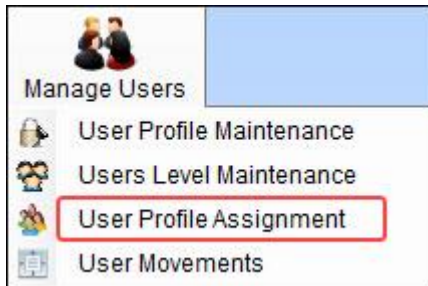 Manage Users
User Profile Maintenance
Users Level Maintenance
User Profile Assignment
User Movements